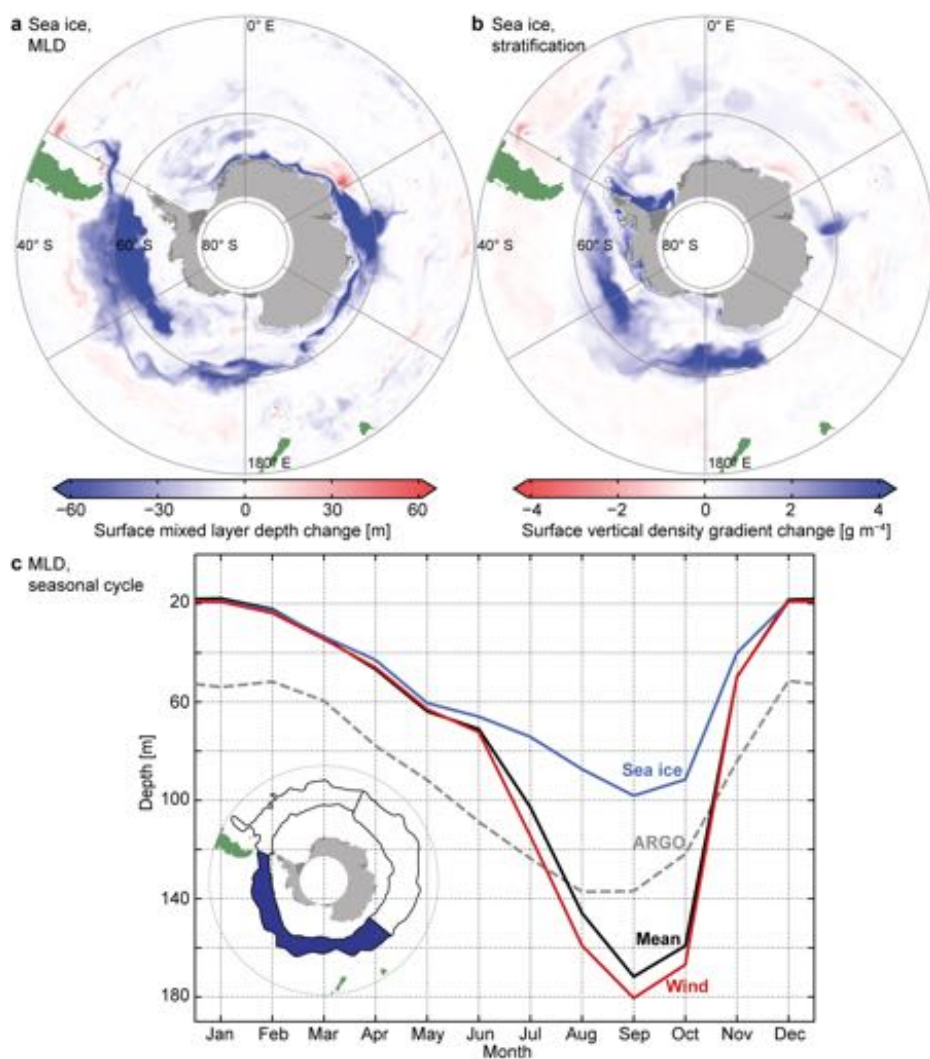 a Sea ice,
MLD
0° E
40° S
60° S
80° S
180° E
−60 −30 0 30 60
Surface mixed layer depth change [m]
b Sea ice,
stratification
0° E
40° S
60° S
80° S
180° E
−4 −2 0 2 4
Surface vertical density gradient change [g m⁻⁴]
c MLD,
seasonal cycle
20
60
100
140
180
Depth [m]
Sea ice
ARGO
Mean
Wind
Jan Feb Mar Apr May Jun Jul Aug Sep Oct Nov Dec
Month